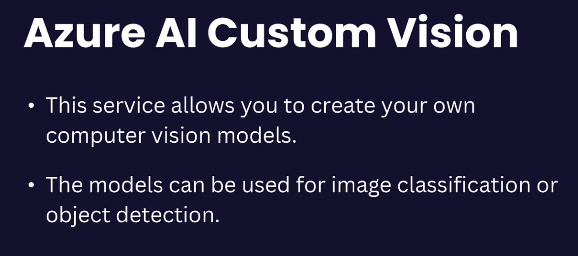 Azure AI Custom Vision
• This service allows you to create your own
computer vision models.
• The models can be used for image classification or
object detection.